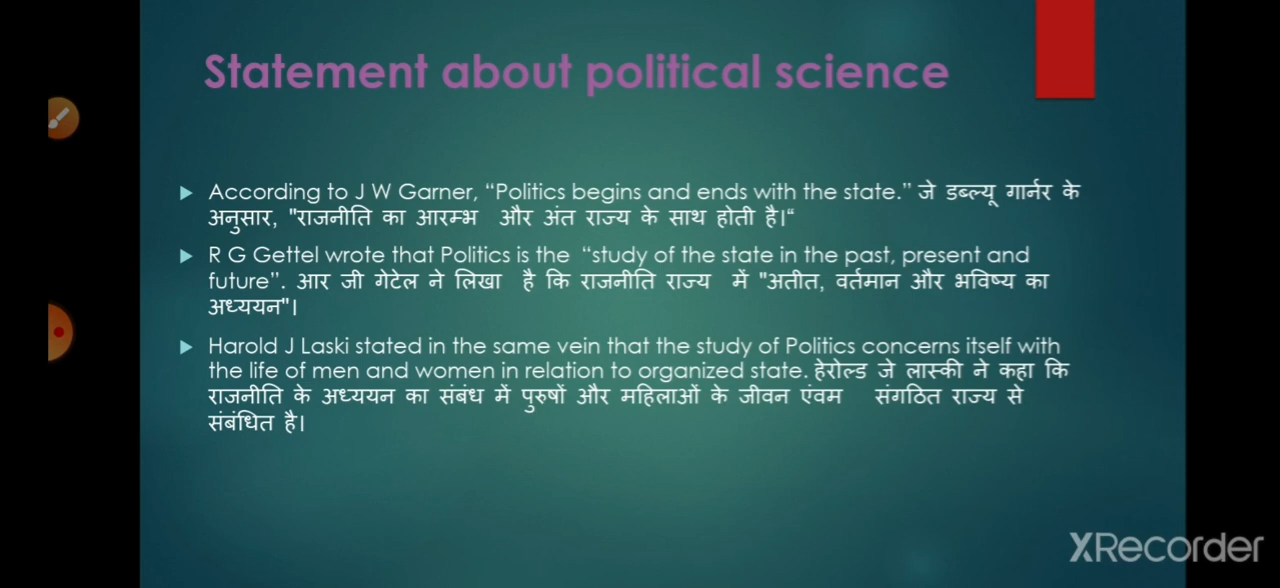 Statement about political science
According to J W Garner, “Politics begins and ends with the state.” जे डब्ल्यू गार्नर के
अनुसार, "राजनीति का आरम्भ और अंत राज्य के साथ होती है।“
R G Gettel wrote that Politics is the “study of the state in the past, present and
future”. आर जी गेटेल ने लिखा है कि राजनीति राज्य में "अतीत, वर्तमान और भविष्य का
अध्ययन"।
Harold J Laski stated in the same vein that the study of Politics concerns itself with
the life of men and women in relation to organized state. हेरोल्ड जे लास्की ने कहा कि
राजनीति के अध्ययन का संबंध में पुरुषों और महिलाओं के जीवन एंवम संगठित राज्य से
संबंधित है।
XRecorder